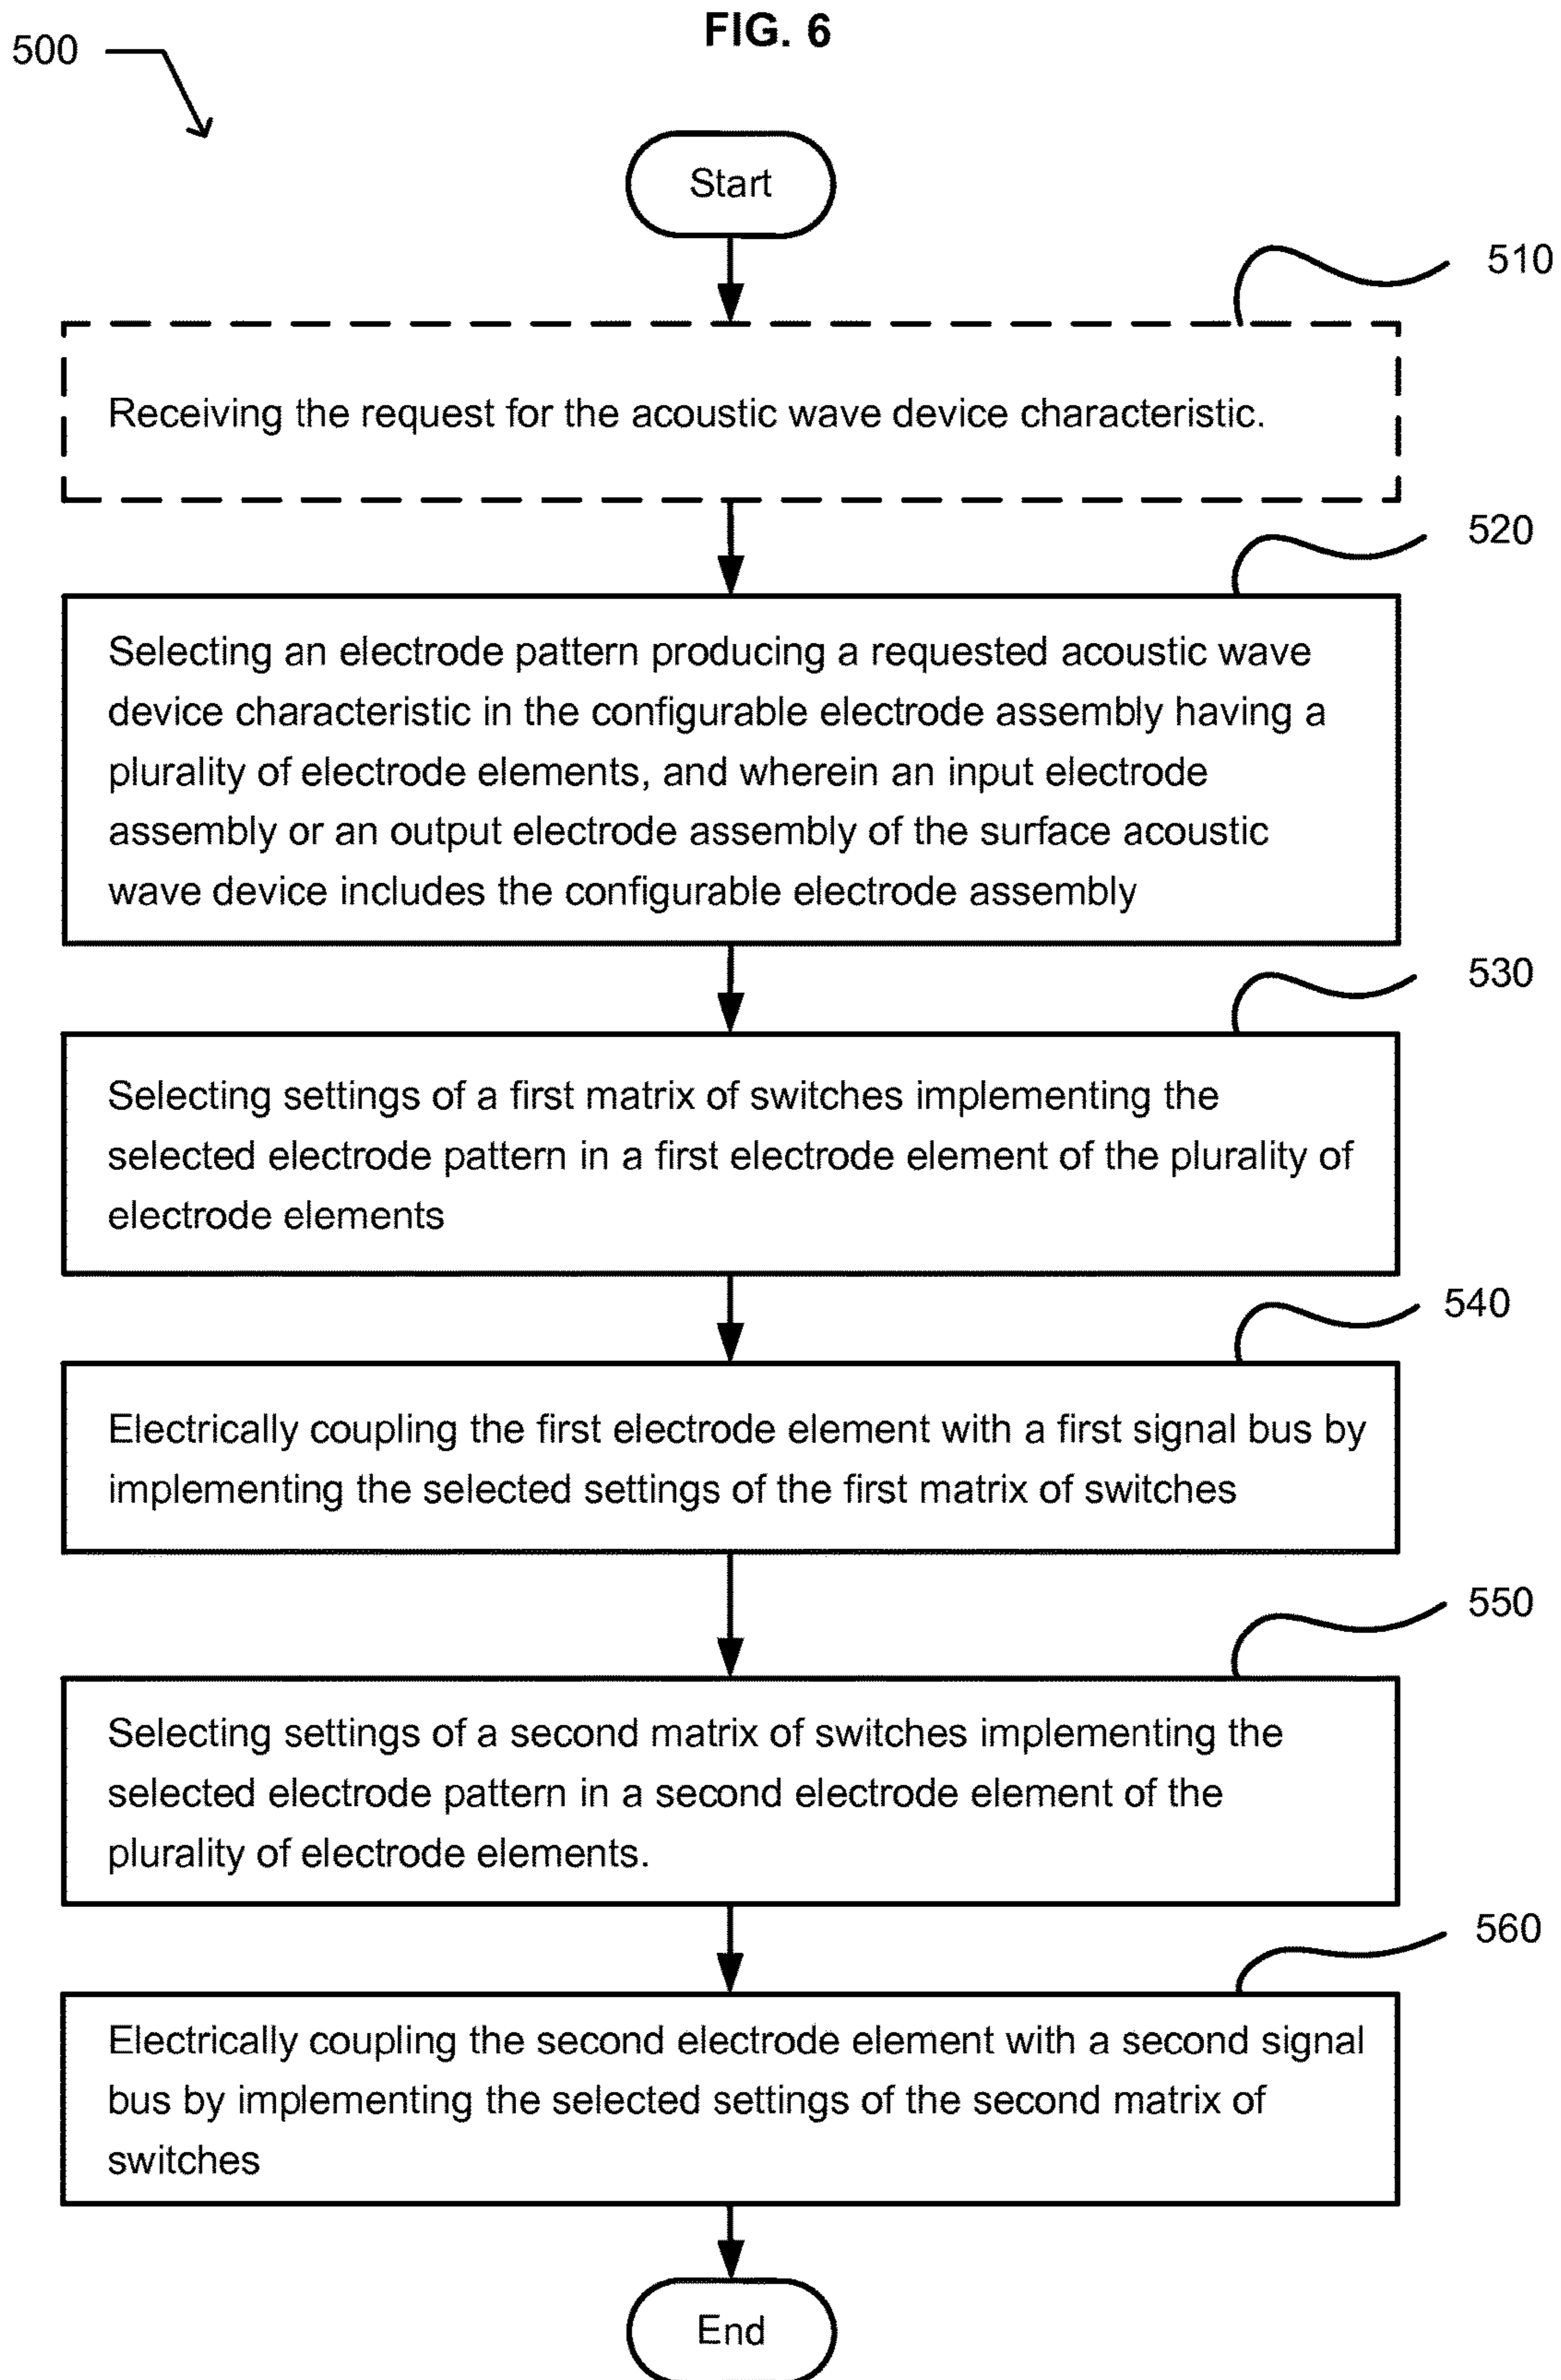 FIG. 6
500
Start
510
Receiving the request for the acoustic wave device characteristic.
520
Selecting an electrode pattern producing a requested acoustic wave
device characteristic in the configurable electrode assembly having a
plurality of electrode elements, and wherein an input electrode
assembly or an output electrode assembly of the surface acoustic
wave device includes the configurable electrode assembly
530
Selecting settings of a first matrix of switches implementing the
selected electrode pattern in a first electrode element of the plurality of
electrode elements
540
Electrically coupling the first electrode element with a first signal bus by
implementing the selected settings of the first matrix of switches
550
Selecting settings of a second matrix of switches implementing the
selected electrode pattern in a second electrode element of the
plurality of electrode elements.
560
Electrically coupling the second electrode element with a second signal
bus by implementing the selected settings of the second matrix of
switches
End